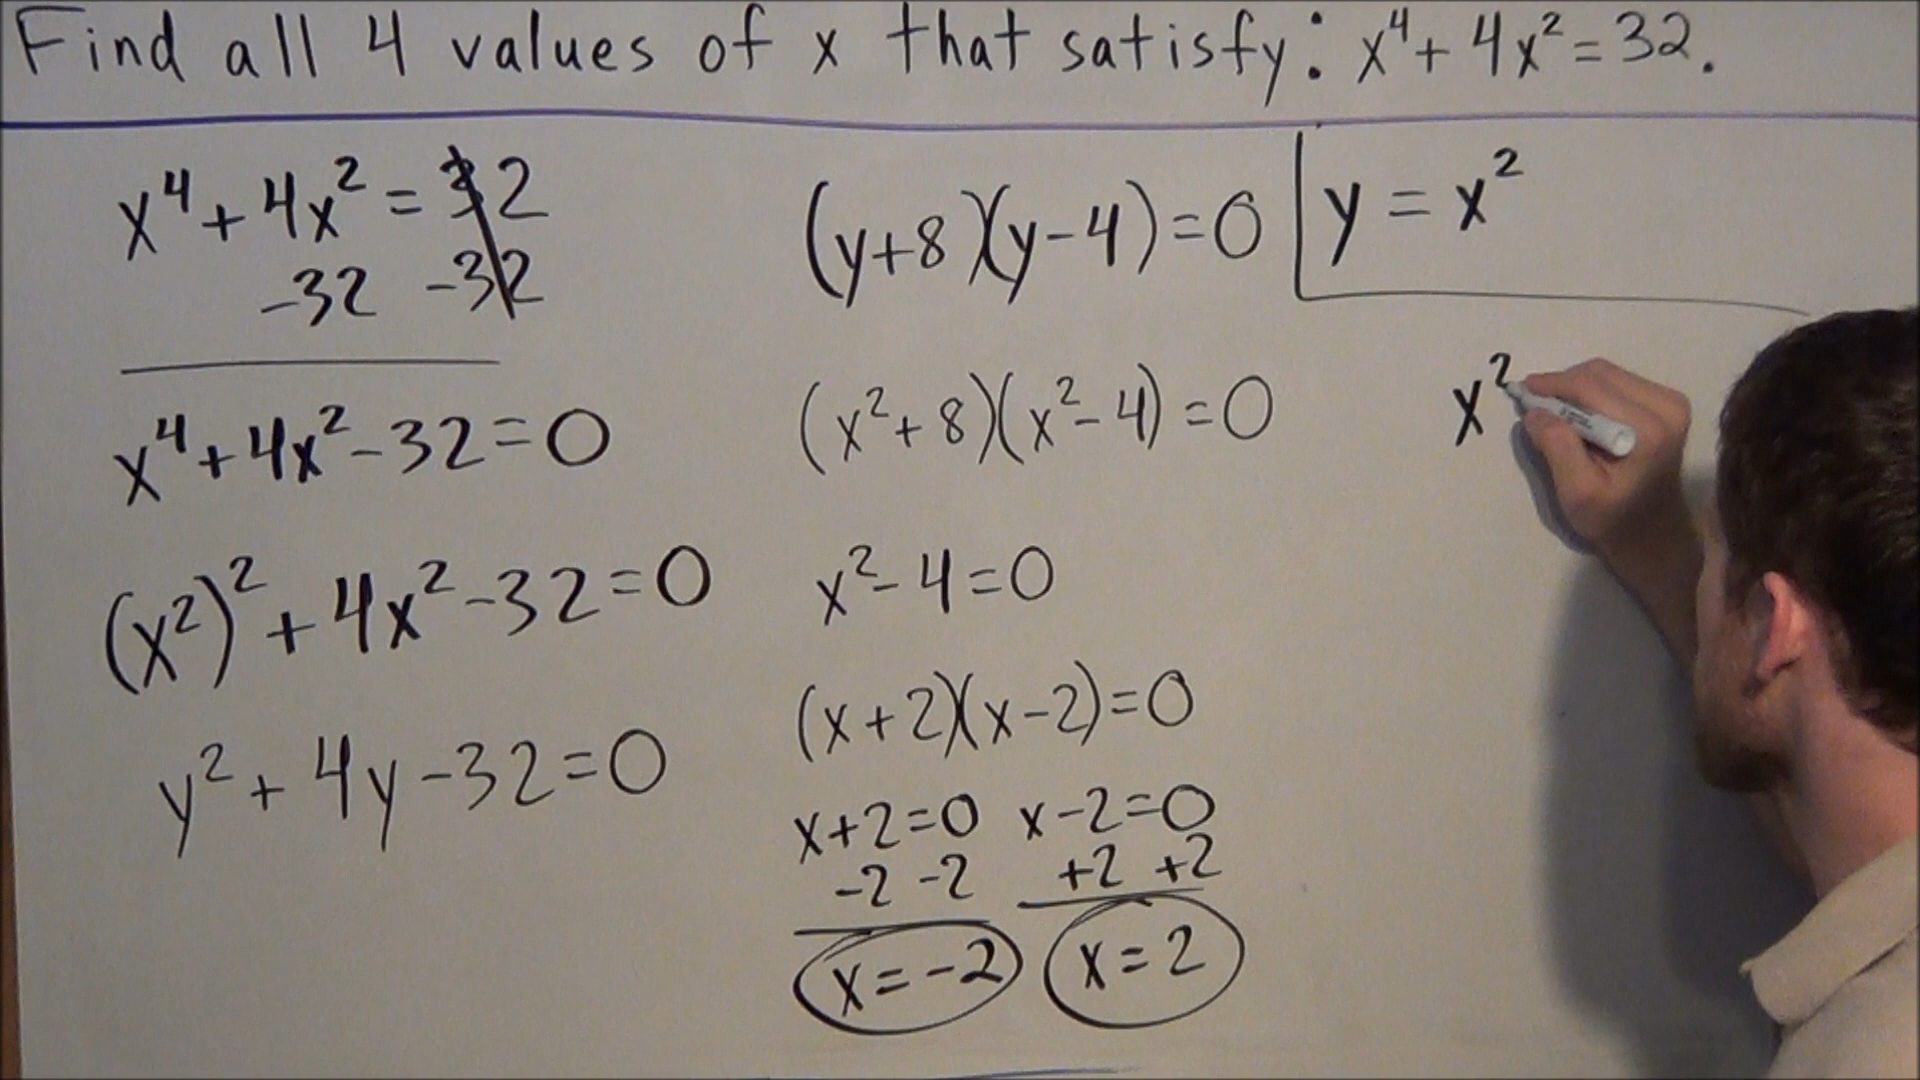 Find all 4 values of x that satisfy: x⁴+4x²=32.
x⁴+4x²=32
-32 -32
x⁴+4x²-32=0
(x²)²+4x²-32=0
y²+4y-32=0
(y+8)(y-4)=0
(x²+8)(x²-4)=0
x²-4=0
(x+2)(x-2)=0
x+2=0 x-2=0
-2 -2 +2 +2
x=-2 x=2
y=x²
x²